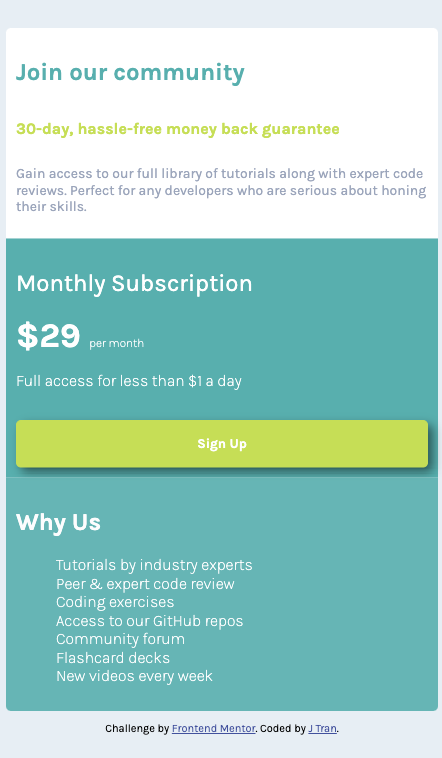 Join our community
30-day, hassle-free money back guarantee
Gain access to our full library of tutorials along with expert code
reviews. Perfect for any developers who are serious about honing
their skills.
Monthly Subscription
$29 per month
Full access for less than $1 a day
Sign Up
Why Us
Tutorials by industry experts
Peer & expert code review
Coding exercises
Access to our GitHub repos
Community forum
Flashcard decks
New videos every week
Challenge by Frontend Mentor. Coded by J Tran.